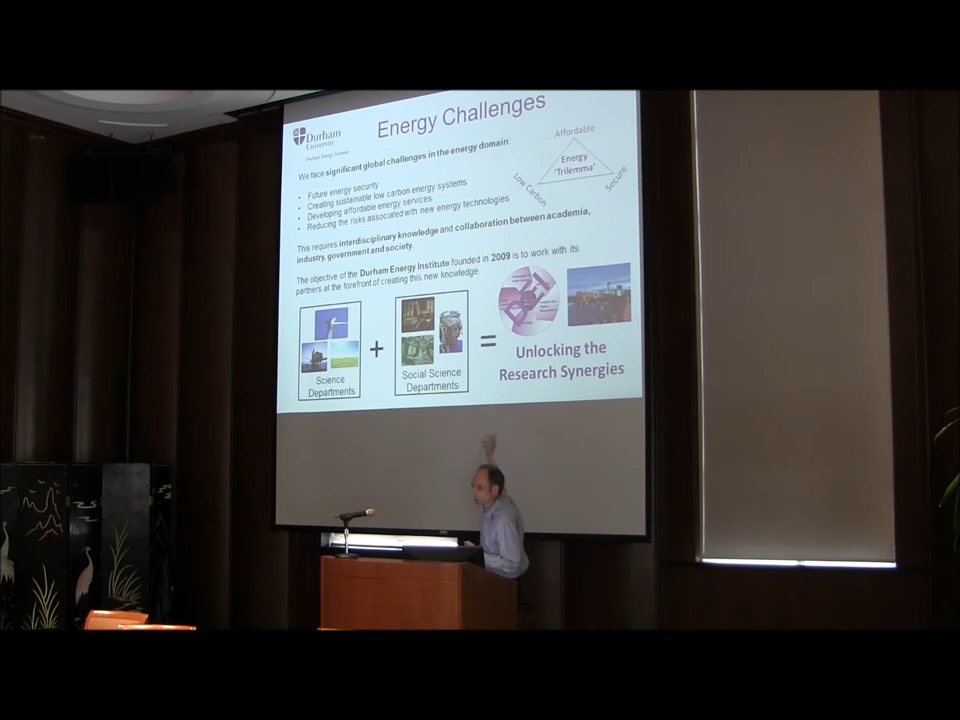 Energy Challenges
Durham
University
Durham Energy Institute
We face significant global challenges in the energy domain:
• Future energy security
• Creating sustainable low carbon energy systems
• Developing affordable energy services
• Reducing the risks associated with new energy technologies
Affordable
Energy
'Trilemma'
Low Carbon
Secure
This requires interdisciplinary knowledge and collaboration between academia,
industry, government and society.
The objective of the Durham Energy Institute founded in 2009 is to work with its
partners at the forefront of creating this new knowledge.
Science
Departments
+
Social Science
Departments
=
Unlocking the
Research Synergies